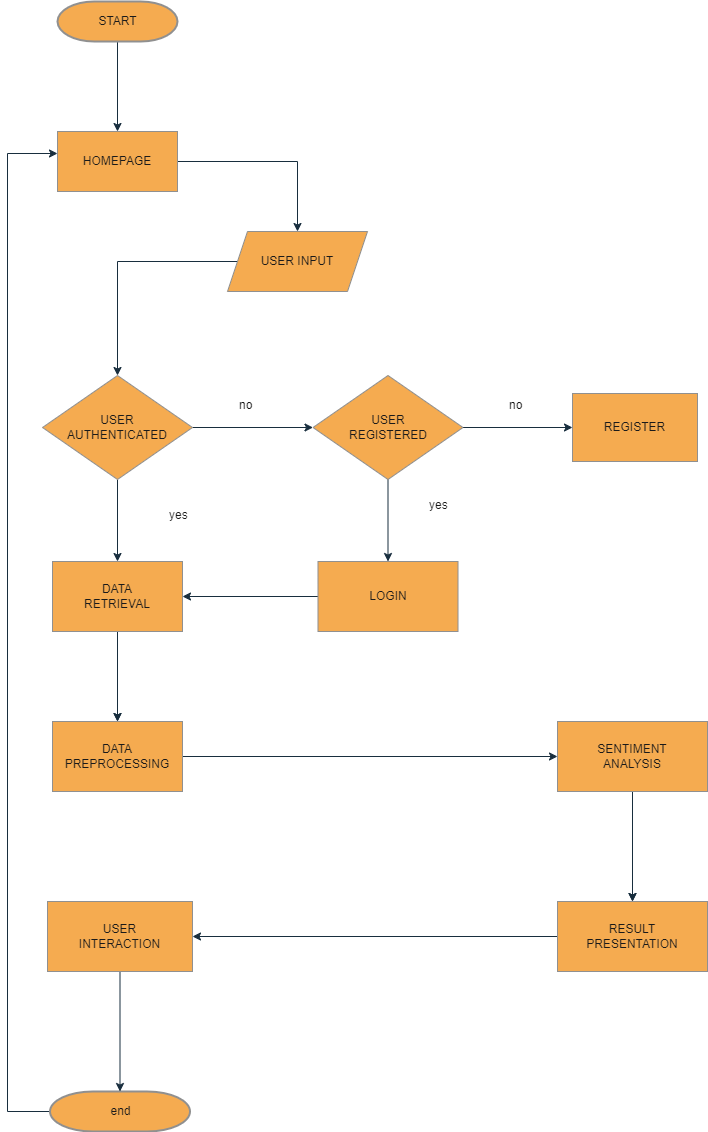 START
HOMEPAGE
USER INPUT
USER
AUTHENTICATED
no
USER
REGISTERED
no
REGISTER
yes
yes
DATA
RETRIEVAL
LOGIN
DATA
PREPROCESSING
SENTIMENT
ANALYSIS
USER
INTERACTION
RESULT
PRESENTATION
end